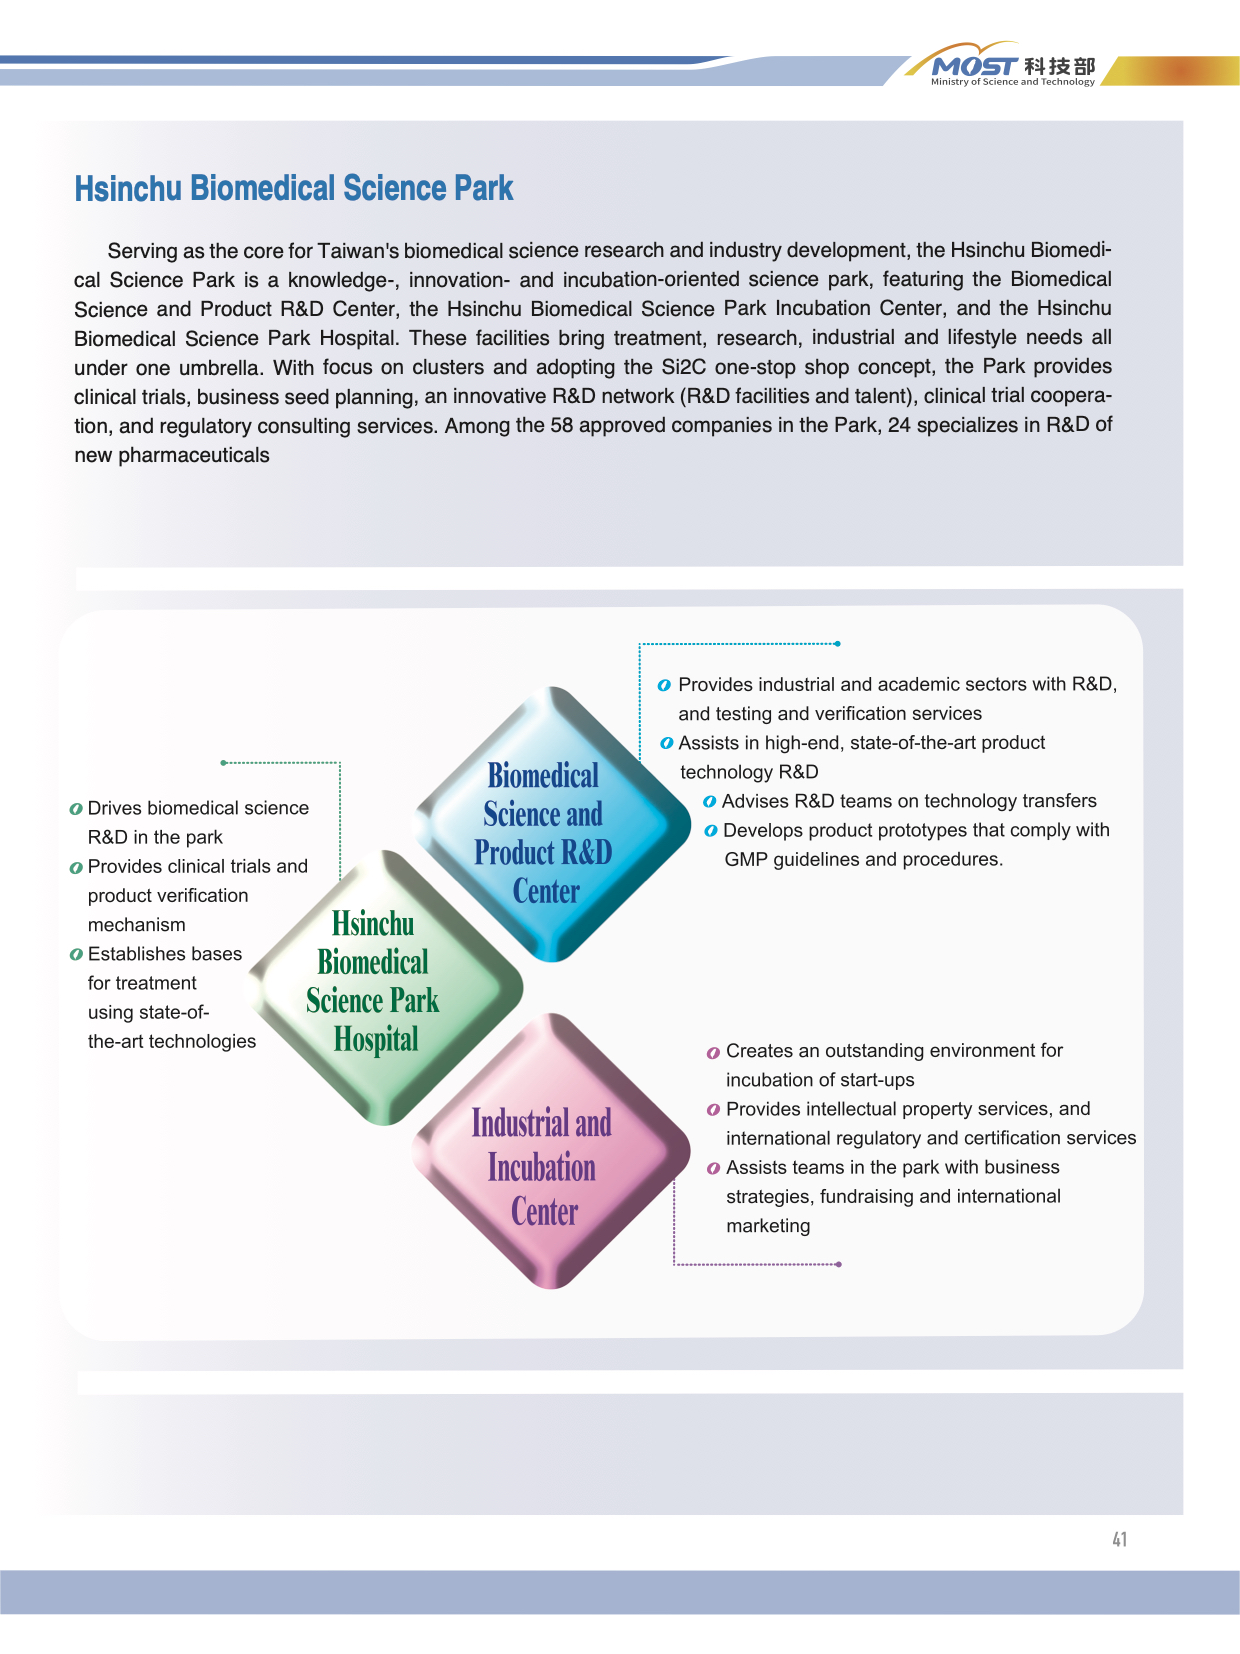 MOST 科技部
Ministry of Science and Technology
Hsinchu Biomedical Science Park
Serving as the core for Taiwan's biomedical science research and industry development, the Hsinchu Biomedi-
cal Science Park is a knowledge-, innovation- and incubation-oriented science park, featuring the Biomedical
Science and Product R&D Center, the Hsinchu Biomedical Science Park Incubation Center, and the Hsinchu
Biomedical Science Park Hospital. These facilities bring treatment, research, industrial and lifestyle needs all
under one umbrella. With focus on clusters and adopting the Si2C one-stop shop concept, the Park provides
clinical trials, business seed planning, an innovative R&D network (R&D facilities and talent), clinical trial coopera-
tion, and regulatory consulting services. Among the 58 approved companies in the Park, 24 specializes in R&D of
new pharmaceuticals
Biomedical
Science and
Product R&D
Center
Provides industrial and academic sectors with R&D,
and testing and verification services
Assists in high-end, state-of-the-art product
technology R&D
Advises R&D teams on technology transfers
Develops product prototypes that comply with
GMP guidelines and procedures.
Drives biomedical science
R&D in the park
Provides clinical trials and
product verification
mechanism
Establishes bases
for treatment
using state-of-
the-art technologies
Hsinchu
Biomedical
Science Park
Hospital
Industrial and
Incubation
Center
Creates an outstanding environment for
incubation of start-ups
Provides intellectual property services, and
international regulatory and certification services
Assists teams in the park with business
strategies, fundraising and international
marketing
41